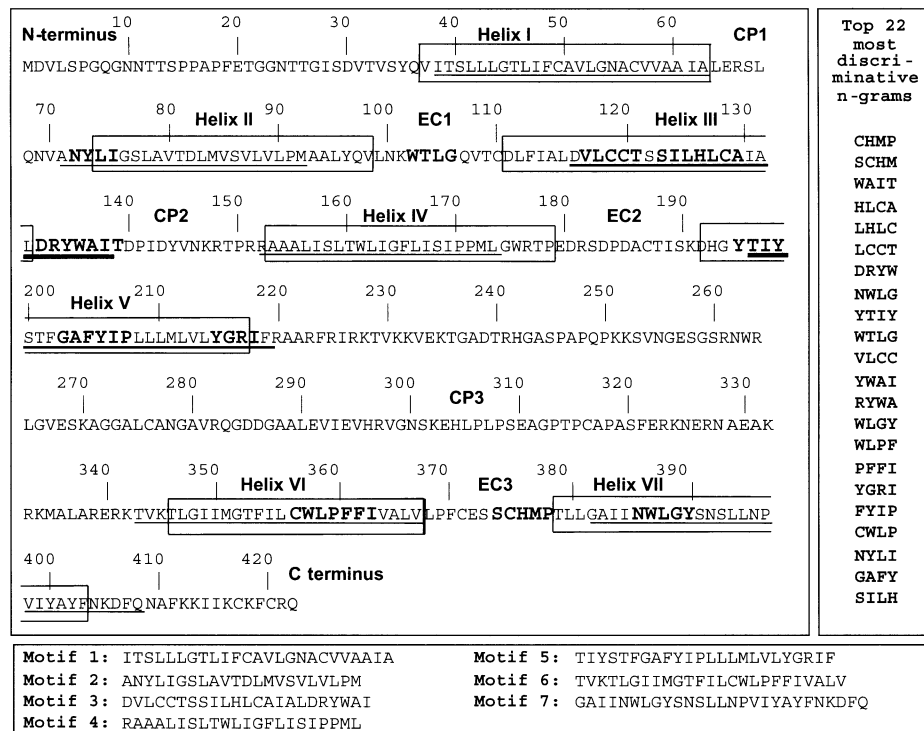 10 20 30 40 50 60
N-terminus Helix I CP1
MDVLSPGQGNNTTSPPAPFETGGNTTGISDVTVSYQVITSLLLGTLIFCAVLGNACVVAAIALERSL
70 80 90 100 110 120 130
Helix II EC1 Helix III
QNVANYLIGSLAVTDLMVSVLVLPMAALYQVLNKWTLGQVTCDLFIALDVLCCTSSILHLCAIA
140 150 160 170 180 190
CP2 Helix IV EC2
LDRYWAITDPIDYVNKRTPRRAAALISLTWLIGFLISIPPMLGWRTPEDRSDPDACTISKDHGYTIY
200 210 220 230 240 250 260
Helix V
STFGAFYIPLLLMLVLYGRIFRAARFRIRKTVKKVEKTGADTRHGASPAPQPKKSVNGESGSRNWR
270 280 290 300 310 320 330
CP3
LGVESKAGGALCANGAVRQGDDGAALEVIEVHRVGNSKEHLPLPSEAGPTPCAPASFERKNERNAEAK
340 350 360 370 380 390
Helix VI EC3 Helix VII
RKMALARERKTVKTLGIIMGTFILCWLPFFIVALVLPFCESSCHMPTLLGAIINWLGYSNSLLNP
400 410 420
C terminus
VIYAYFNKDFQNAFKKIIKCKFCRQ
Top 22
most
discri-
minative
n-grams
CHMP
SCHM
WAIT
HLCA
LHLC
LCCT
DRYW
NWLG
YTIY
WTLG
VLCC
YWAI
RYWA
WLGY
WLPF
PFFI
YGRI
FYIP
CWLP
NYLI
GAFY
SILH
Motif 1: ITSLLLGTLIFCAVLGNACVVAAIA
Motif 2: ANYLIGSLAVTDLMVSVLVLPM
Motif 3: DVLCCTSSILHLCAIALDRYWAI
Motif 4: RAAALISLTWLIGFLISIPPML
Motif 5: TIYSTFGAFYIPLLLMLVLYGRIF
Motif 6: TVKTLGIIMGTFILCWLPFFIVALV
Motif 7: GAIINWLGYSNSLLNPVIYAYFNKDFQ